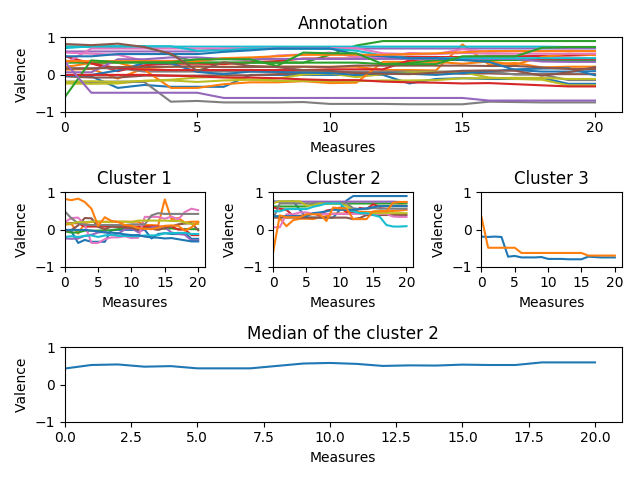 Annotation
1
0
−1
Valence
0 5 10 15 20
Measures
Cluster 1 Cluster 2 Cluster 3
1 1 1
0 0 0
−1 −1 −1
Valence Valence Valence
0 5 10 15 20 0 5 10 15 20 0 5 10 15 20
Measures Measures Measures
Median of the cluster 2
1
0
−1
Valence
0.0 2.5 5.0 7.5 10.0 12.5 15.0 17.5 20.0
Measures